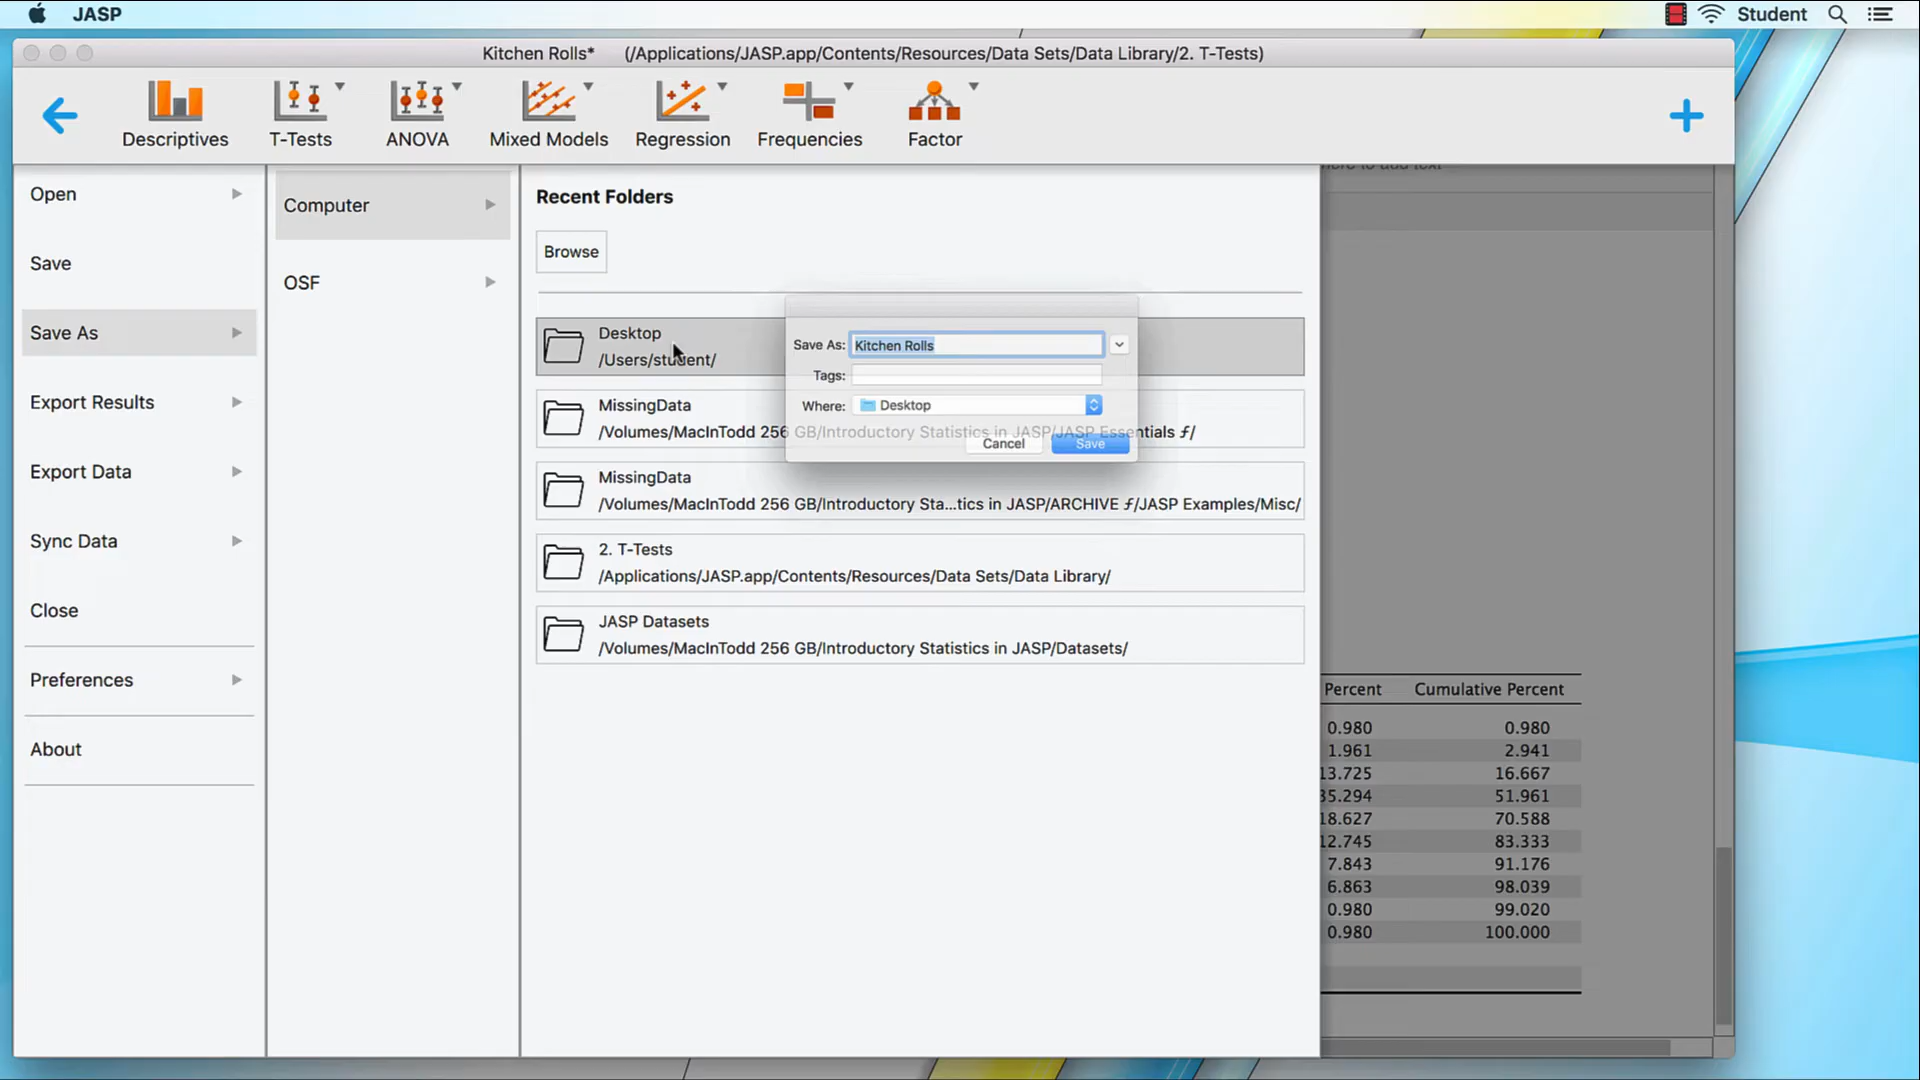 JASP
Student
Kitchen Rolls* (/Applications/JASP.app/Contents/Resources/Data Sets/Data Library/2. T-Tests)
Descriptives
T-Tests
ANOVA
Mixed Models
Regression
Frequencies
Factor
Open
Save
Save As
Export Results
Export Data
Sync Data
Close
Preferences
About
Computer
OSF
Recent Folders
Browse
Desktop
/Users/student/
MissingData
/Volumes/MacInTodd 256 GB/Introductory Statistics in JASP/JASP Essentials ƒ/
MissingData
/Volumes/MacInTodd 256 GB/Introductory Sta...tics in JASP/ARCHIVE ƒ/JASP Examples/Misc/
2. T-Tests
/Applications/JASP.app/Contents/Resources/Data Sets/Data Library/
JASP Datasets
/Volumes/MacInTodd 256 GB/Introductory Statistics in JASP/Datasets/
Save As: Kitchen Rolls
Tags:
Where: Desktop
Cancel Save
Percent Cumulative Percent
0.980 0.980
1.961 2.941
13.725 16.667
35.294 51.961
18.627 70.588
12.745 83.333
7.843 91.176
6.863 98.039
0.980 99.020
0.980 100.000